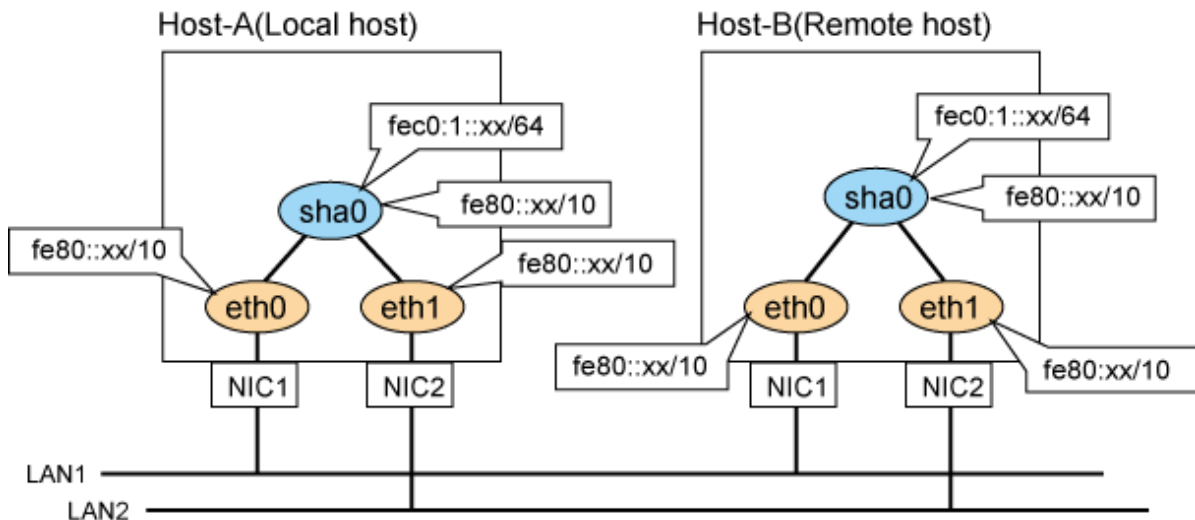 Host-A(Local host)
Host-B(Remote host)
fec0:1::xx/64
fec0:1::xx/64
sha0
fe80::xx/10
sha0
fe80::xx/10
fe80::xx/10
fe80::xx/10
eth0
eth1
eth0
eth1
fe80::xx/10
fe80:xx/10
NIC1
NIC2
NIC1
NIC2
LAN1
LAN2